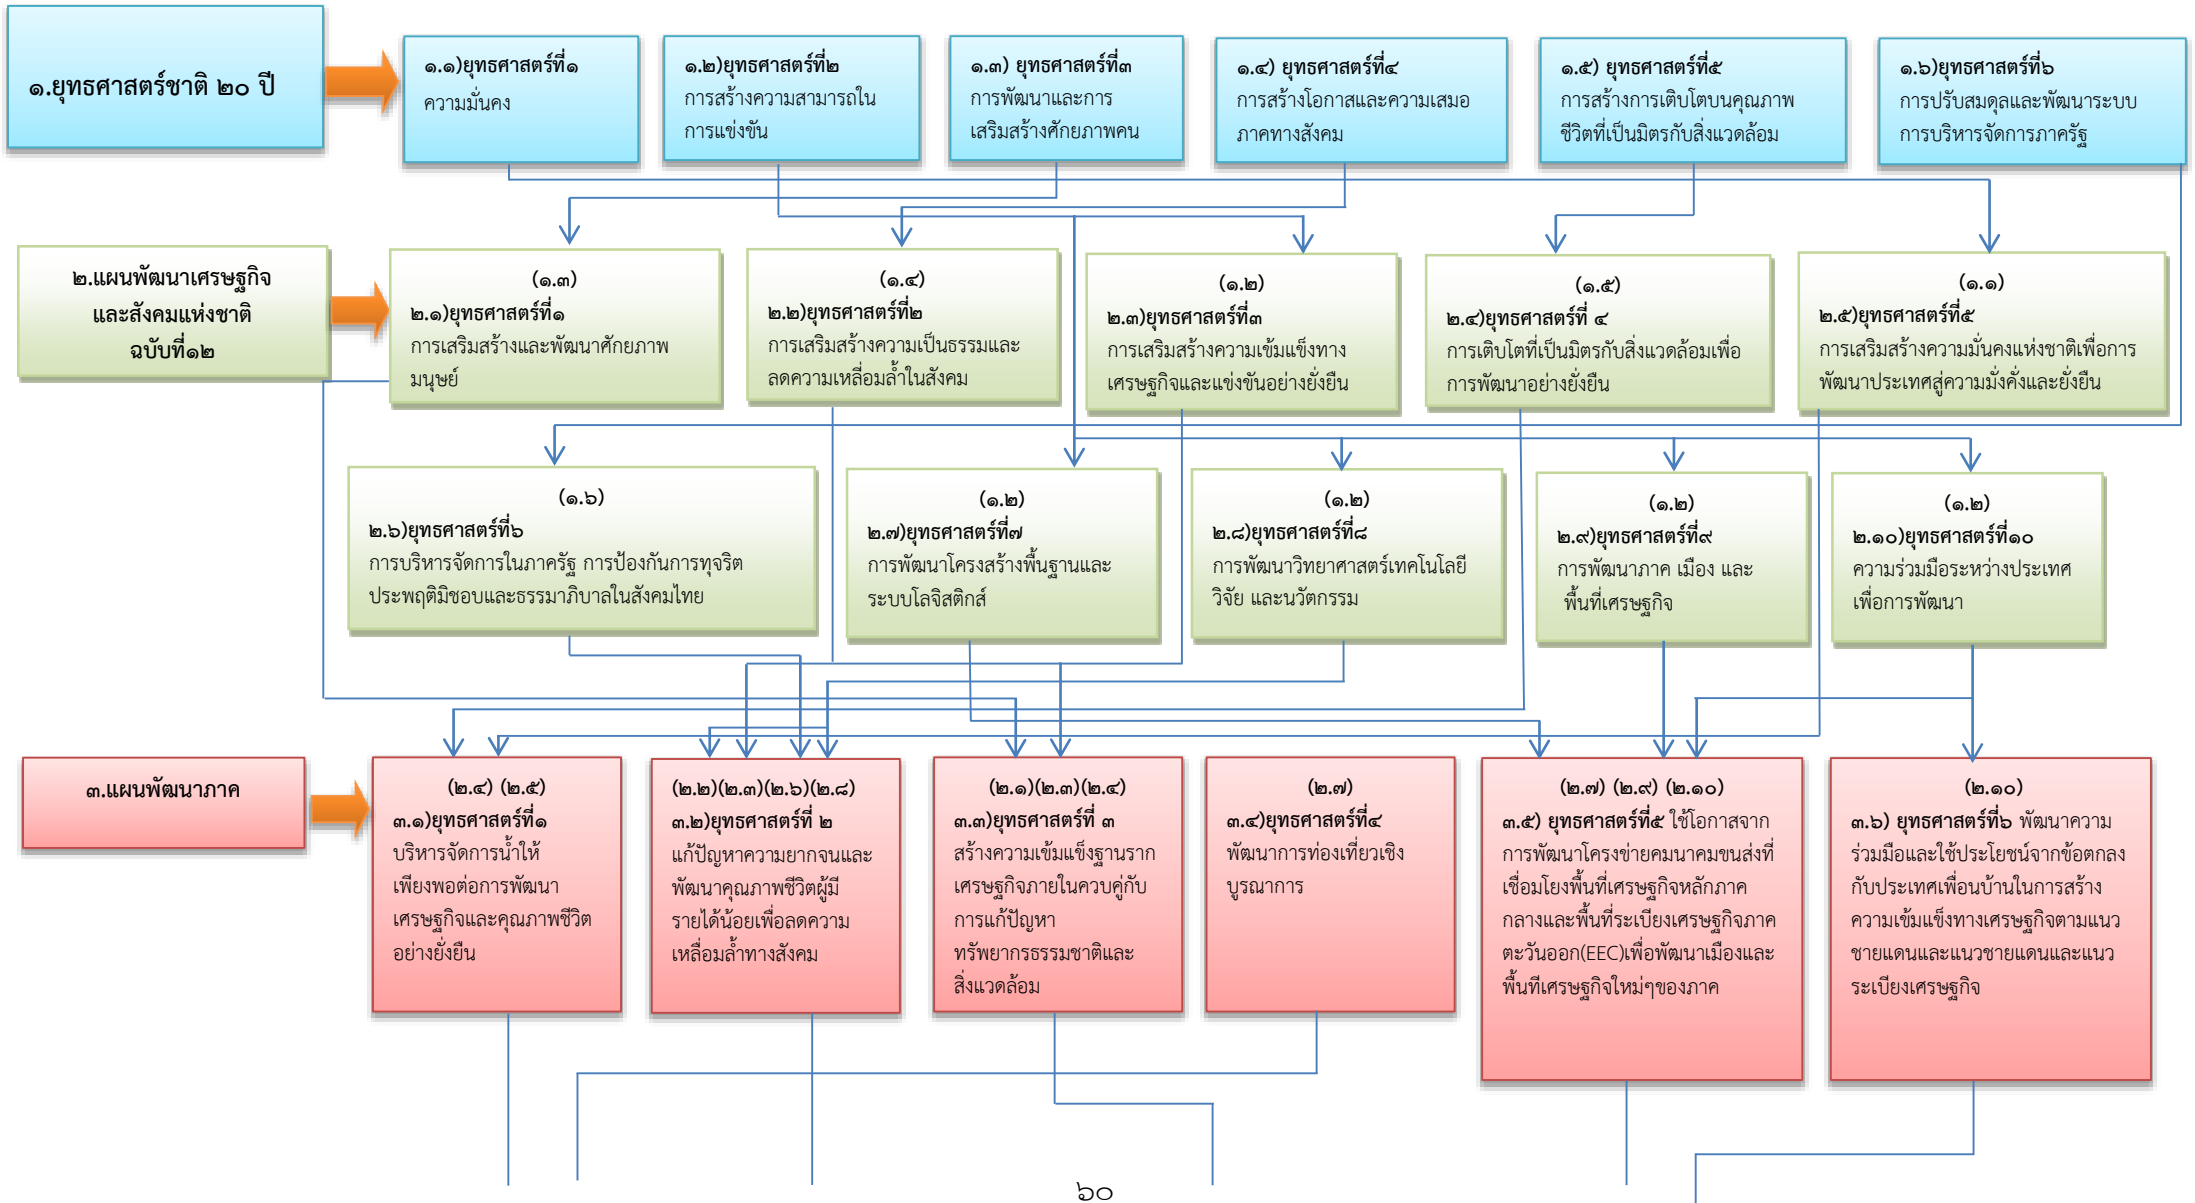 ๑.ยุทธศาสตร์ชาติ ๒๐ ปี
๑.๑)ยุทธศาสตร์ที่๑
ความมั่นคง
๑.๒)ยุทธศาสตร์ที่๒
การสร้างความสามารถใน
การแข่งขัน
๑.๓) ยุทธศาสตร์ที่๓
การพัฒนาและการ
เสริมสร้างศักยภาพคน
๑.๔) ยุทธศาสตร์ที่๔
การสร้างโอกาสและความเสมอ
ภาคทางสังคม
๑.๕) ยุทธศาสตร์ที่๕
การสร้างการเติบโตบนคุณภาพ
ชีวิตที่เป็นมิตรกับสิ่งแวดล้อม
๑.๖)ยุทธศาสตร์ที่๖
การปรับสมดุลและพัฒนาระบบ
การบริหารจัดการภาครัฐ
๒.แผนพัฒนาเศรษฐกิจ
และสังคมแห่งชาติ
ฉบับที่๑๒
(๑.๓)
๒.๑)ยุทธศาสตร์ที่๑
การเสริมสร้างและพัฒนาศักยภาพ
มนุษย์
(๑.๔)
๒.๒)ยุทธศาสตร์ที่๒
การเสริมสร้างความเป็นธรรมและ
ลดความเหลื่อมล้ำในสังคม
(๑.๒)
๒.๓)ยุทธศาสตร์ที่๓
การเสริมสร้างความเข้มแข็งทาง
เศรษฐกิจและแข่งขันอย่างยั่งยืน
(๑.๕)
๒.๔)ยุทธศาสตร์ที่ ๔
การเติบโตที่เป็นมิตรกับสิ่งแวดล้อมเพื่อ
การพัฒนาอย่างยั่งยืน
(๑.๑)
๒.๕)ยุทธศาสตร์ที่๕
การเสริมสร้างความมั่นคงแห่งชาติเพื่อการ
พัฒนาประเทศสู่ความมั่งคั่งและยั่งยืน
(๑.๖)
๒.๖)ยุทธศาสตร์ที่๖
การบริหารจัดการในภาครัฐ การป้องกันการทุจริต
ประพฤติมิชอบและธรรมาภิบาลในสังคมไทย
(๑.๒)
๒.๗)ยุทธศาสตร์ที่๗
การพัฒนาโครงสร้างพื้นฐานและ
ระบบโลจิสติกส์
(๑.๒)
๒.๘)ยุทธศาสตร์ที่๘
การพัฒนาวิทยาศาสตร์เทคโนโลยี
วิจัย และนวัตกรรม
(๑.๒)
๒.๙)ยุทธศาสตร์ที่๙
การพัฒนาภาค เมือง และ
พื้นที่เศรษฐกิจ
(๑.๒)
๒.๑๐)ยุทธศาสตร์ที่๑๐
ความร่วมมือระหว่างประเทศ
เพื่อการพัฒนา
๓.แผนพัฒนาภาค
(๒.๔) (๒.๕)
๓.๑)ยุทธศาสตร์ที่๑
บริหารจัดการน้ำให้
เพียงพอต่อการพัฒนา
เศรษฐกิจและคุณภาพชีวิต
อย่างยั่งยืน
(๒.๒)(๒.๓)(๒.๖)(๒.๘)
๓.๒)ยุทธศาสตร์ที่ ๒
แก้ปัญหาความยากจนและ
พัฒนาคุณภาพชีวิตผู้มี
รายได้น้อยเพื่อลดความ
เหลื่อมล้ำทางสังคม
(๒.๑)(๒.๓)(๒.๔)
๓.๓)ยุทธศาสตร์ที่ ๓
สร้างความเข้มแข็งฐานราก
เศรษฐกิจภายในควบคู่กับ
การแก้ปัญหา
ทรัพยากรธรรมชาติและ
สิ่งแวดล้อม
(๒.๗)
๓.๔)ยุทธศาสตร์ที่๔
พัฒนาการท่องเที่ยวเชิง
บูรณาการ
(๒.๗) (๒.๙) (๒.๑๐)
๓.๕) ยุทธศาสตร์ที่๕ ใช้โอกาสจาก
การพัฒนาโครงข่ายคมนาคมขนส่งที่
เชื่อมโยงพื้นที่เศรษฐกิจหลักภาค
กลางและพื้นที่ระเบียงเศรษฐกิจภาค
ตะวันออก(EEC)เพื่อพัฒนาเมืองและ
พื้นที่เศรษฐกิจใหม่ๆของภาค
(๒.๑๐)
๓.๖) ยุทธศาสตร์ที่๖ พัฒนาความ
ร่วมมือและใช้ประโยชน์จากข้อตกลง
กับประเทศเพื่อนบ้านในการสร้าง
ความเข้มแข็งทางเศรษฐกิจตามแนว
ชายแดนและแนวชายแดนและแนว
ระเบียงเศรษฐกิจ
๖๐